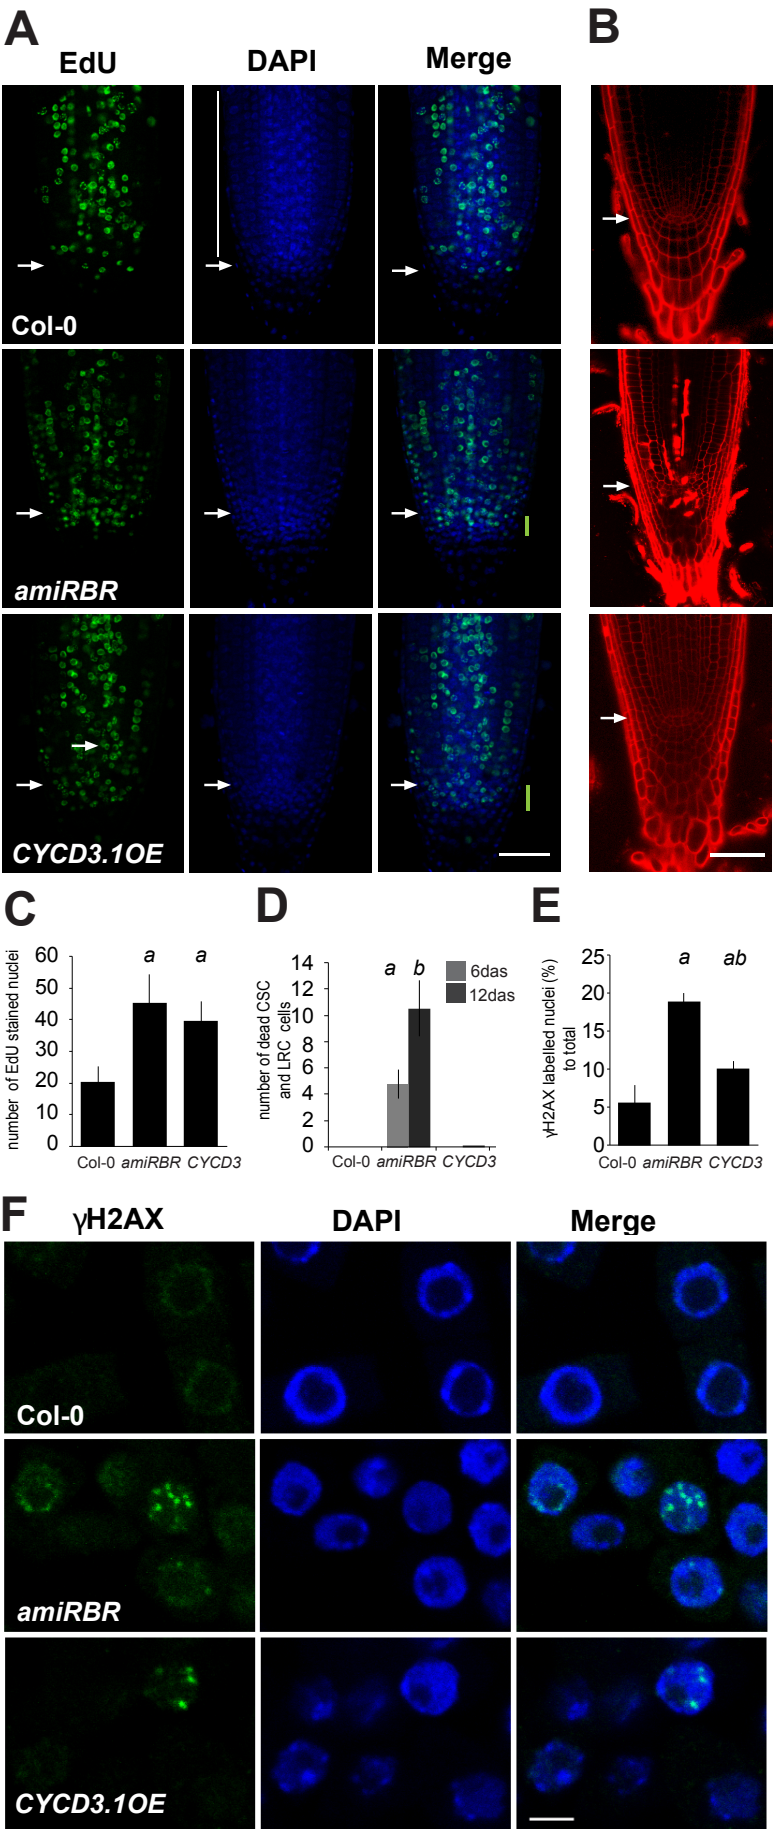 A
B
EdU
DAPI
Merge
Col-0
amiRBR
CYCD3.1OE
C
D
E
number of EdU stained nuclei
60
50
40
30
20
10
0
a
a
Col-0
amiRBR
CYCD3
number of dead CSC
and LRC cells
14
12
10
8
6
4
2
0
a
b
6das
12das
Col-0
amiRBR
CYCD3
γH2AX labelled nuclei (%)
to total
25
20
15
10
5
0
a
ab
Col-0
amiRBR
CYCD3
F
γH2AX
DAPI
Merge
Col-0
amiRBR
CYCD3.1OE